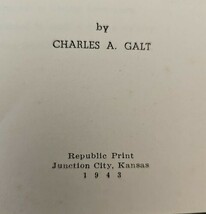 by
CHARLES A. GALT
Republic Print
Junction City, Kansas
1943